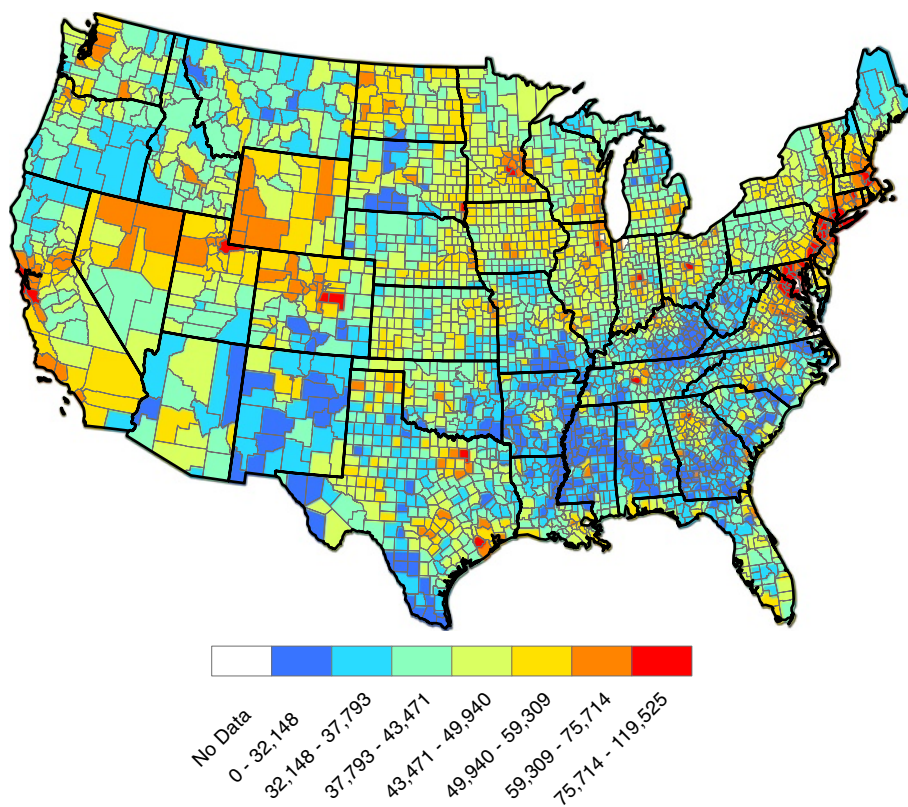 No Data
0 - 32,148
32,148 - 37,793
37,793 - 43,471
43,471 - 49,940
49,940 - 59,309
59,309 - 75,714
75,714 - 119,525